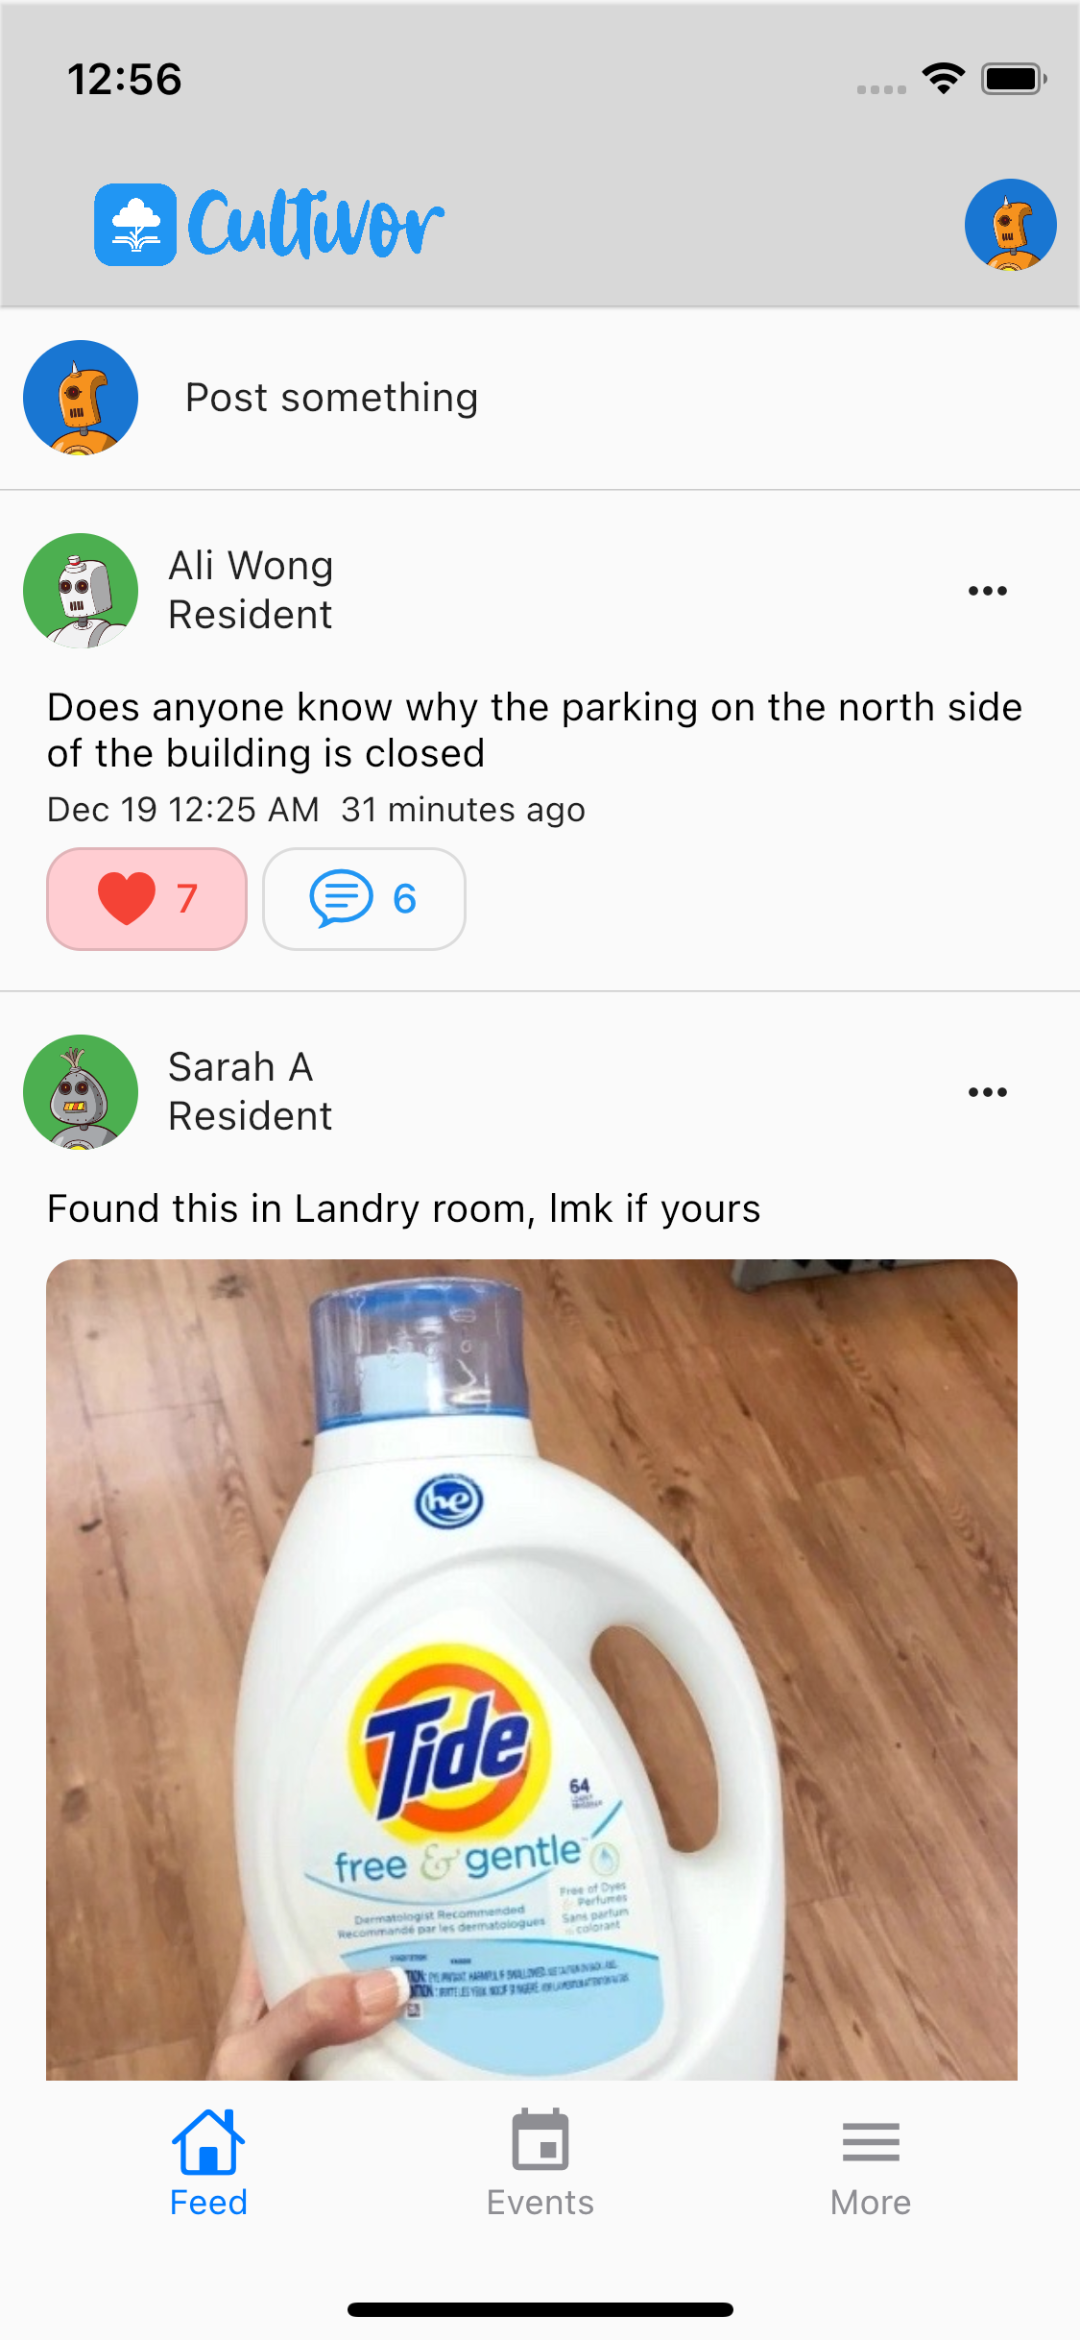 12:56
Cultivor
Post something
Ali Wong
Resident
Does anyone know why the parking on the north side
of the building is closed
Dec 19 12:25 AM 31 minutes ago
7
6
Sarah A
Resident
Found this in Landry room, lmk if yours
he
Tide
64
free & gentle
Free of Dyes
& Perfumes
Sans parfum
colorant
Dermatologist Recommended
Recommandé par les dermatologues
Feed
Events
More